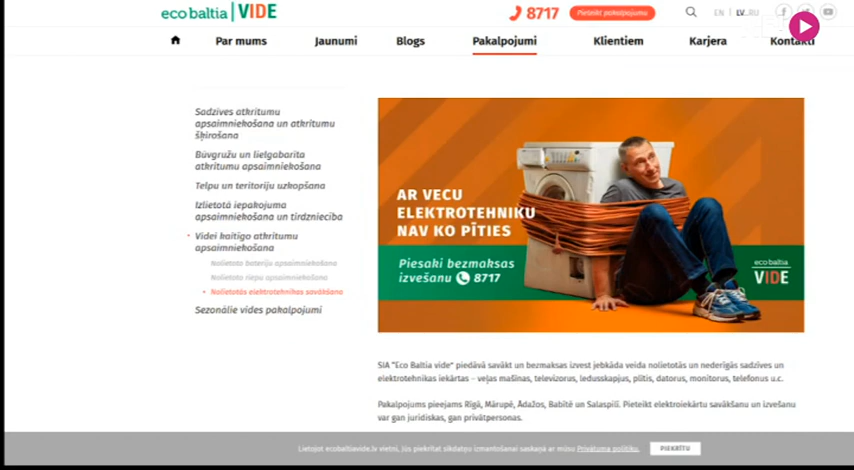 eco baltia VIDE
8717
Pieteikt pakalpojumu
EN LV RU
Par mums
Jaunumi
Blogs
Pakalpojumi
Klientiem
Karjera
Kontakti
Sadzīves atkritumu
apsaimniekošana un atkritumu
šķirošana
Būvgružu un lielgabarīta
atkritumu apsaimniekošana
Telpu un teritoriju uzkopšana
Izlietotā iepakojuma
apsaimniekošana un tirdzniecība
Videi kaitīgo atkritumu
apsaimniekošana
Nolietoto bateriju apsaimniekošana
Nolietoto riepu apsaimniekošana
Nolietotās elektrotehnikas savākšana
Sezonālie vides pakalpojumi
AR VECU
ELEKTROTEHNIKU
NAV KO PĪTIES
Piesaki bezmaksas
izvešanu 8717
eco baltia
VIDE
SIA "Eco Baltia vide" piedāvā savākt un bezmaksas izvest jebkāda veida nolietotās un nederīgās sadzīves un
elektrotehnikas iekārtas – veļas mašīnas, televizorus, ledusskapjus, plītis, datorus, monitorus, telefonus u.c.
Pakalpojums pieejams Rīgā, Mārupē, Ādažos, Babītē un Salaspilī. Pieteikt elektroiekārtu savākšanu un izvešanu
var gan juridiskas, gan privātpersonas.
Lietojot ecobaltiavide.lv vietni, Jūs piekrītat sīkdatņu izmantošanai saskaņā ar mūsu Privātuma politiku.
PIEKRĪTU